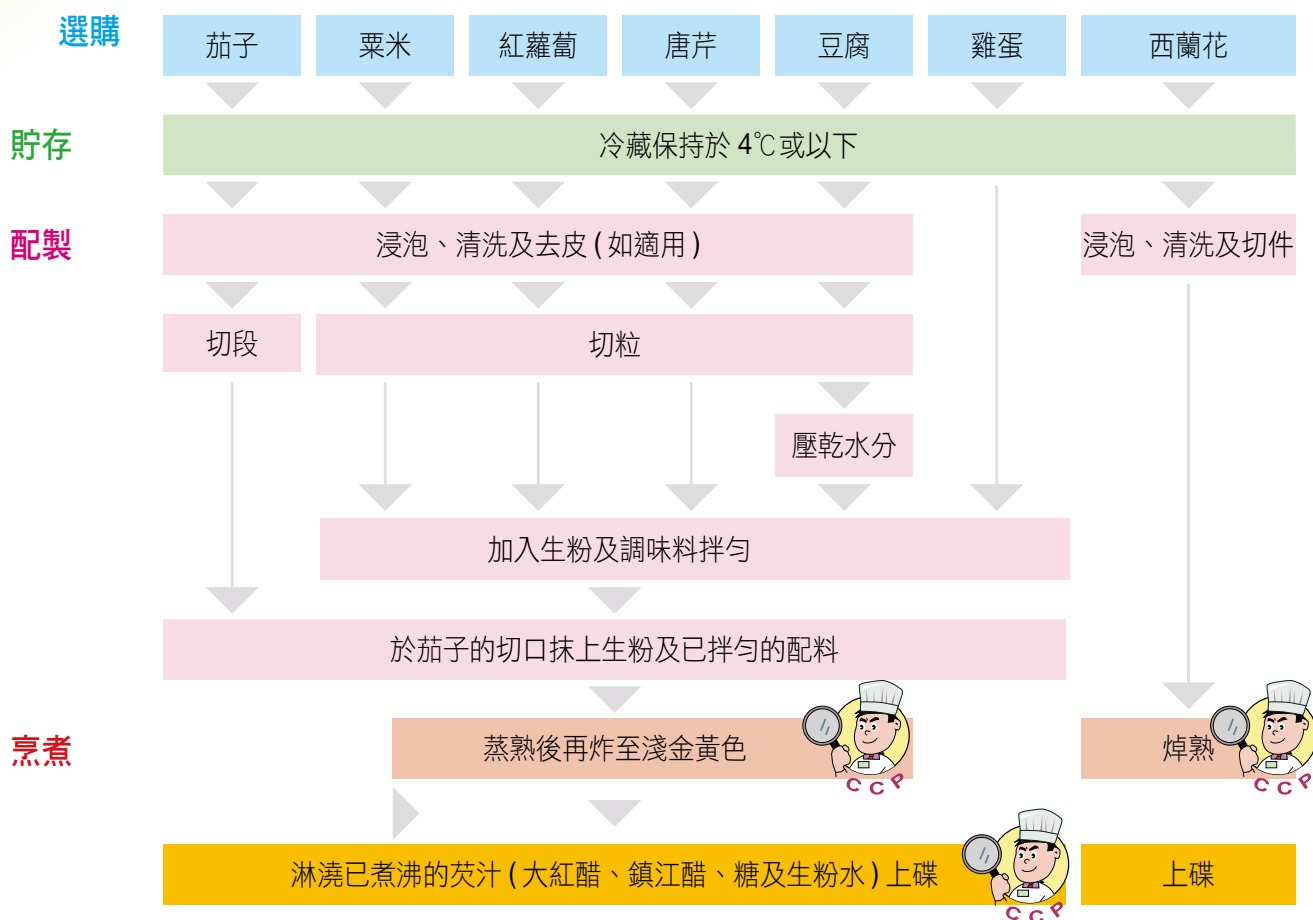 選購
茄子
粟米
紅蘿蔔
唐芹
豆腐
雞蛋
西蘭花
貯存
冷藏保持於 4℃或以下
配製
浸泡、清洗及去皮 ( 如適用 )
浸泡、清洗及切件
切段
切粒
壓乾水分
加入生粉及調味料拌勻
於茄子的切口抹上生粉及已拌勻的配料
烹煮
蒸熟後再炸至淺金黃色
CCP
焯熟
CCP
淋澆已煮沸的芡汁 ( 大紅醋、鎮江醋、糖及生粉水 ) 上碟
CCP
上碟